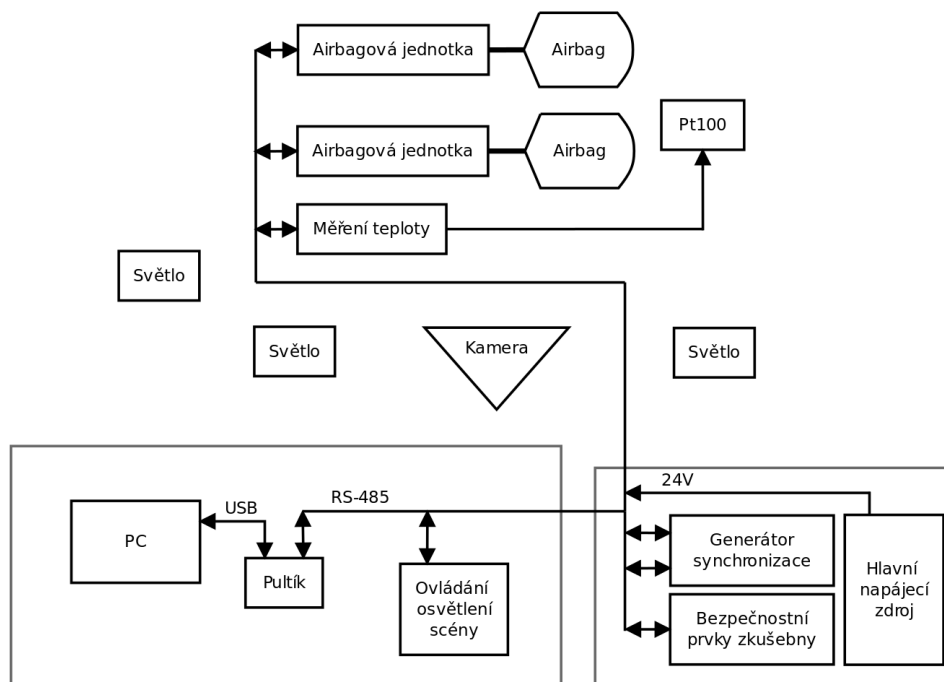 Airbagová jednotka
Airbag
Airbagová jednotka
Airbag
Pt100
Měření teploty
Světlo
Světlo
Kamera
Světlo
24V
RS-485
USB
PC
Pultík
Ovládání
osvětlení
scény
Generátor
synchronizace
Hlavní
napájecí
zdroj
Bezpečnostní
prvky zkušebny